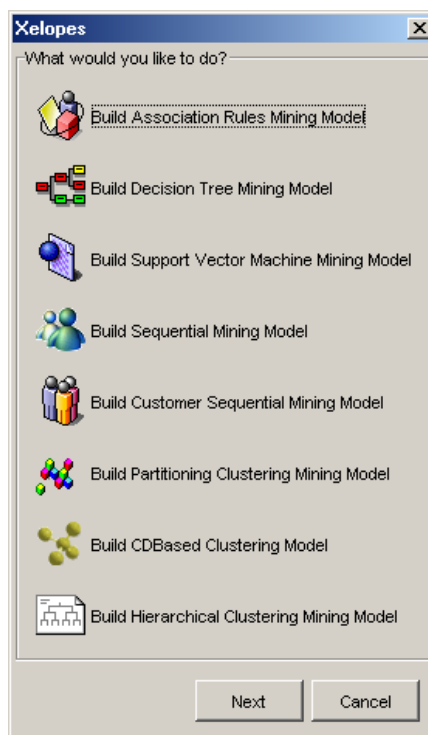 Xelopes
What would you like to do?
Build Association Rules Mining Model
Build Decision Tree Mining Model
Build Support Vector Machine Mining Model
Build Sequential Mining Model
Build Customer Sequential Mining Model
Build Partitioning Clustering Mining Model
Build CDBased Clustering Model
Build Hierarchical Clustering Mining Model
Next Cancel